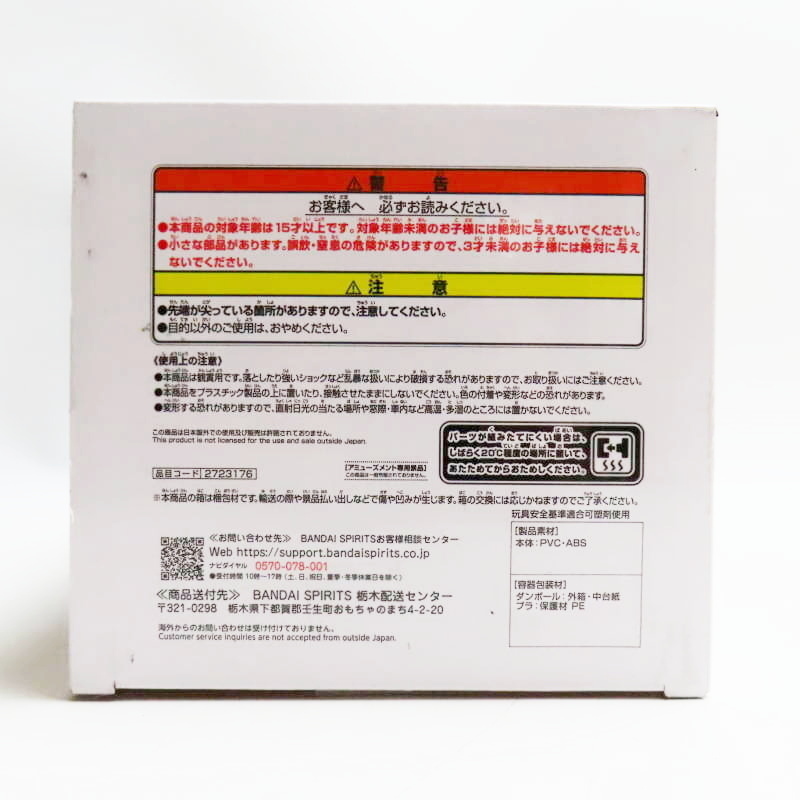 ⚠ 警 告
お客様へ 必ずお読みください。
●本商品の対象年齢は15才以上です。対象年齢未満のお子様には絶対に与えないでください。
●小さな部品があります。誤飲・窒息の危険がありますので、3才未満のお子様には絶対に与え
ないでください。
⚠ 注 意
●先端が尖っている箇所がありますので、注意してください。
●目的以外のご使用は、おやめください。
《使用上の注意》
●本商品は観賞用です。落としたり強いショックなど乱暴な扱いにより破損する恐れがありますので、お取り扱いにはご注意ください。
●本商品をプラスチック製品の上に置いたり、接触させたままにしないでください。色の付着や変形などの恐れがあります。
●変形する恐れがありますので、直射日光の当たる場所や窓際・車内など高温・多湿のところには置かないでください。
この商品は日本国外での使用及び販売は許諾されておりません。
This product is not licensed for the use and sale outside Japan.
パーツが組みたてにくい場合は、
しばらく20℃程度の場所に置いて、
あたためてからおためしください。
品目コード 2723176
【アミューズメント専用景品】
この商品は一般市販されておりません。
※本商品の箱は梱包材です。輸送の際や景品払い出しなどで傷や凹みが生じます。箱の交換には応じかねますのでご了承ください。
玩具安全基準適合可塑剤使用
≪お問い合わせ先≫ BANDAI SPIRITSお客様相談センター
Web https://support.bandaispirits.co.jp
ナビダイヤル 0570-078-001
●受付時間 10時〜17時 (土、日、祝日、夏季・冬季休業日を除く)
≪商品送付先≫ BANDAI SPIRITS 栃木配送センター
〒321-0298 栃木県下都賀郡壬生町おもちゃのまち4-2-20
海外からのお問い合わせは受け付けておりません。
Customer service inquiries are not accepted from outside Japan.
【製品素材】
本体：PVC・ABS
【容器包装材】
ダンボール：外箱・中台紙
プラ：保護材 PE